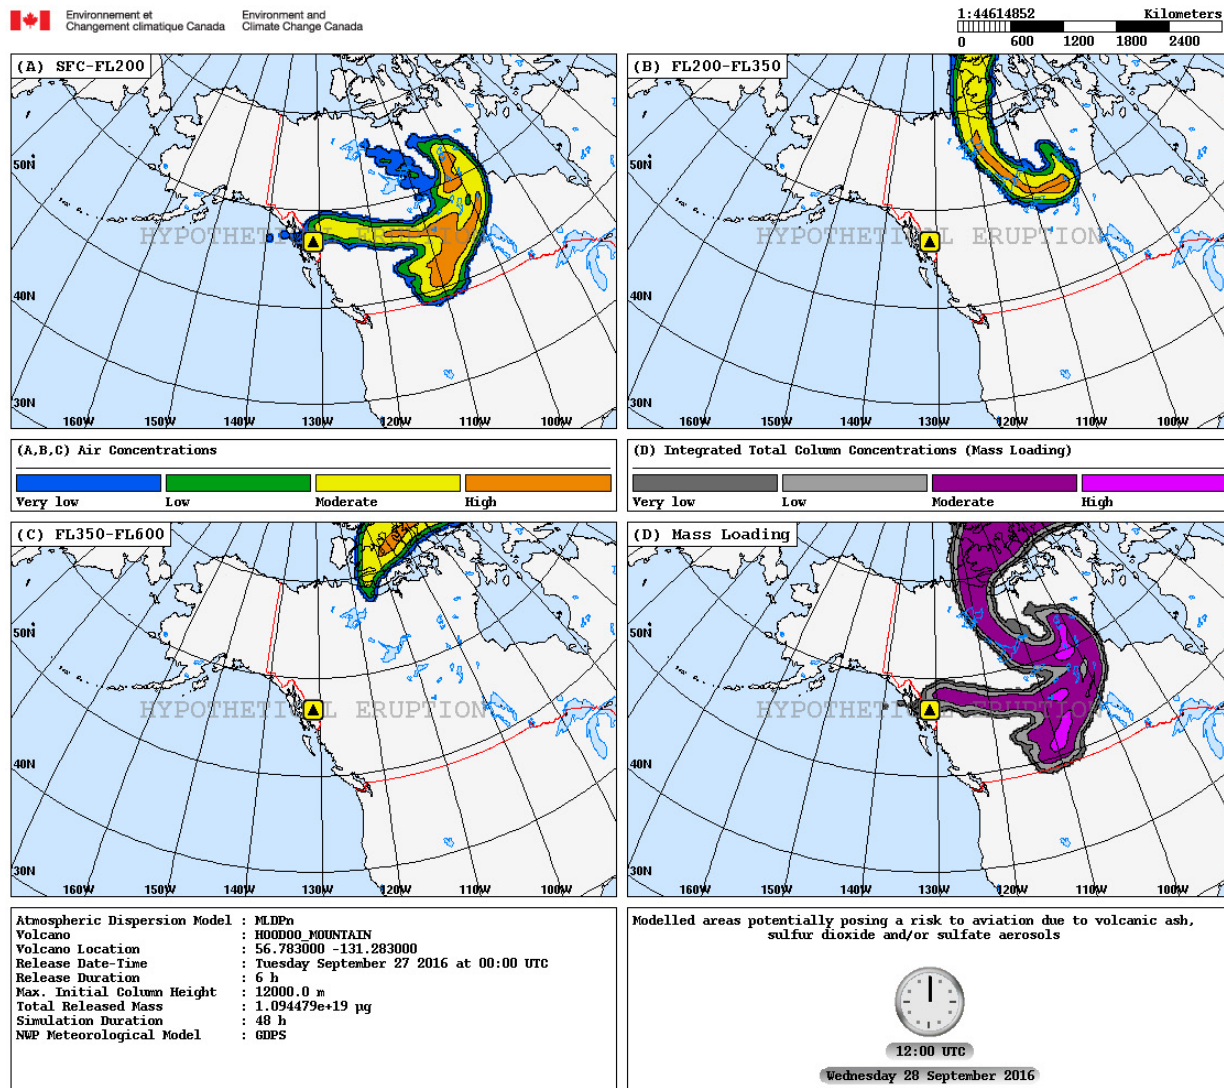 Environnement et
Changement climatique Canada
Environment and
Climate Change Canada
1:44614852 Kilometers
0 600 1200 1800 2400
(A) SFC-FL200
50N
40N
30N
160W 150W 140W 130W 120W 110W 100W
HYPOTHETICAL ERUPTION
(B) FL200-FL350
50N
40N
30N
160W 150W 140W 130W 120W 110W 100W
HYPOTHETICAL ERUPTION
(A,B,C) Air Concentrations
Very low Low Moderate High
(D) Integrated Total Column Concentrations (Mass Loading)
Very low Low Moderate High
(C) FL350-FL600
50N
40N
30N
160W 150W 140W 130W 120W 110W 100W
HYPOTHETICAL ERUPTION
(D) Mass Loading
50N
40N
30N
160W 150W 140W 130W 120W 110W 100W
HYPOTHETICAL ERUPTION
Atmospheric Dispersion Model : MLDPn
Volcano : HOODOO_MOUNTAIN
Volcano Location : 56.783000 -131.283000
Release Date-Time : Tuesday September 27 2016 at 00:00 UTC
Release Duration : 6 h
Max. Initial Column Height : 12000.0 m
Total Released Mass : 1.094479e+19 µg
Simulation Duration : 48 h
NWP Meteorological Model : GDPS
Modelled areas potentially posing a risk to aviation due to volcanic ash,
sulfur dioxide and/or sulfate aerosols
12:00 UTC
Wednesday 28 September 2016